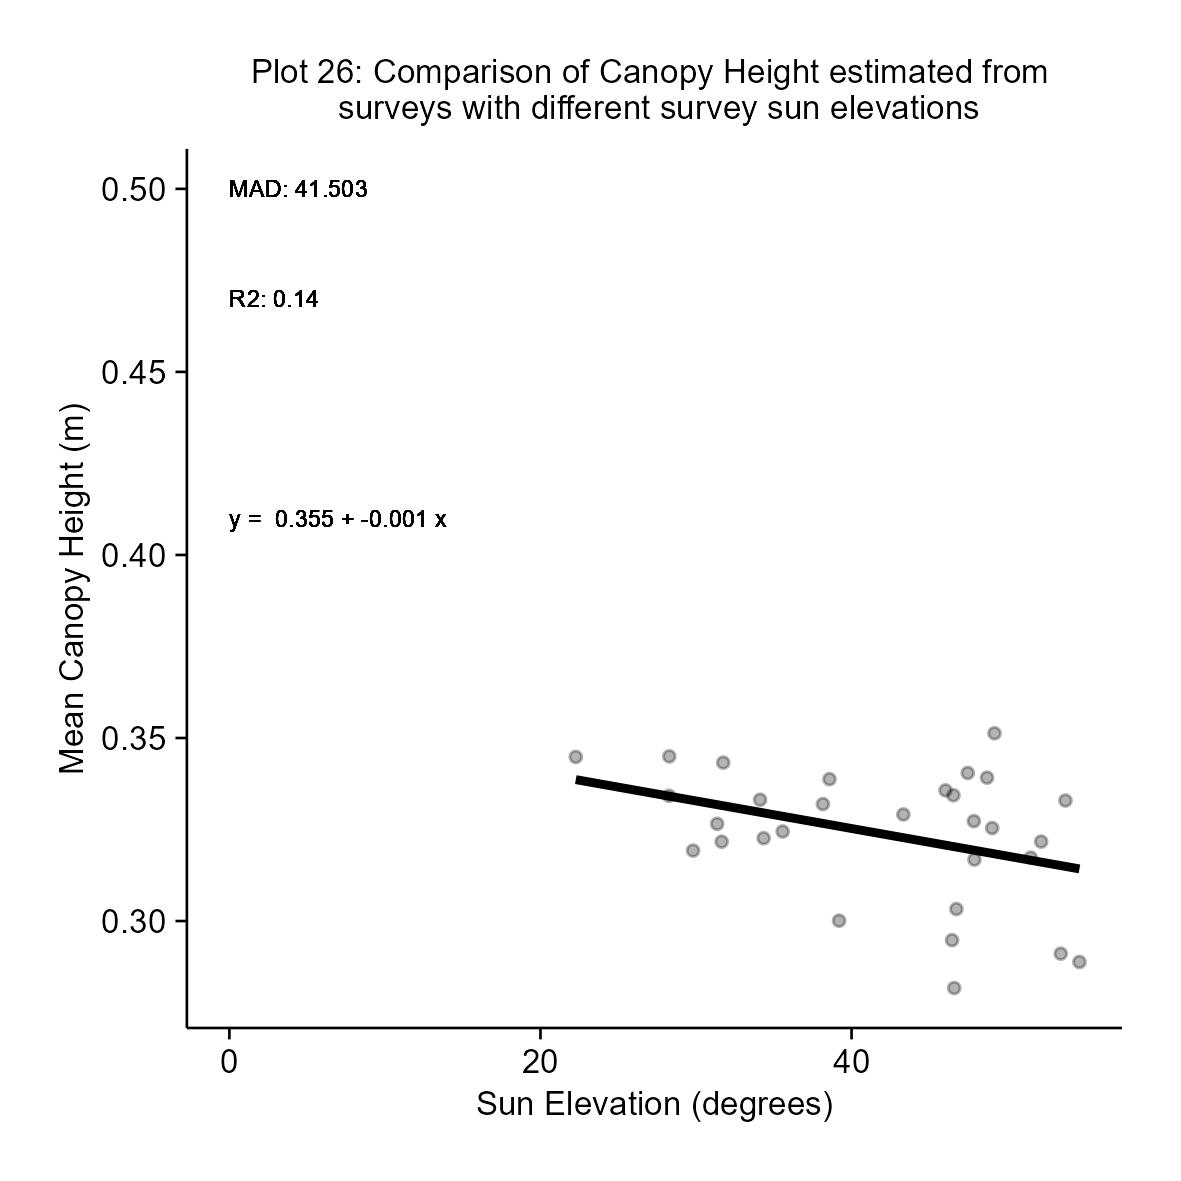 Plot 26: Comparison of Canopy Height estimated from
surveys with different survey sun elevations
0.50
MAD: 41.503
R2: 0.14
0.45
y =  0.355 + -0.001 x
0.40
Mean Canopy Height (m)
0.35
0.30
0
20
40
Sun Elevation (degrees)